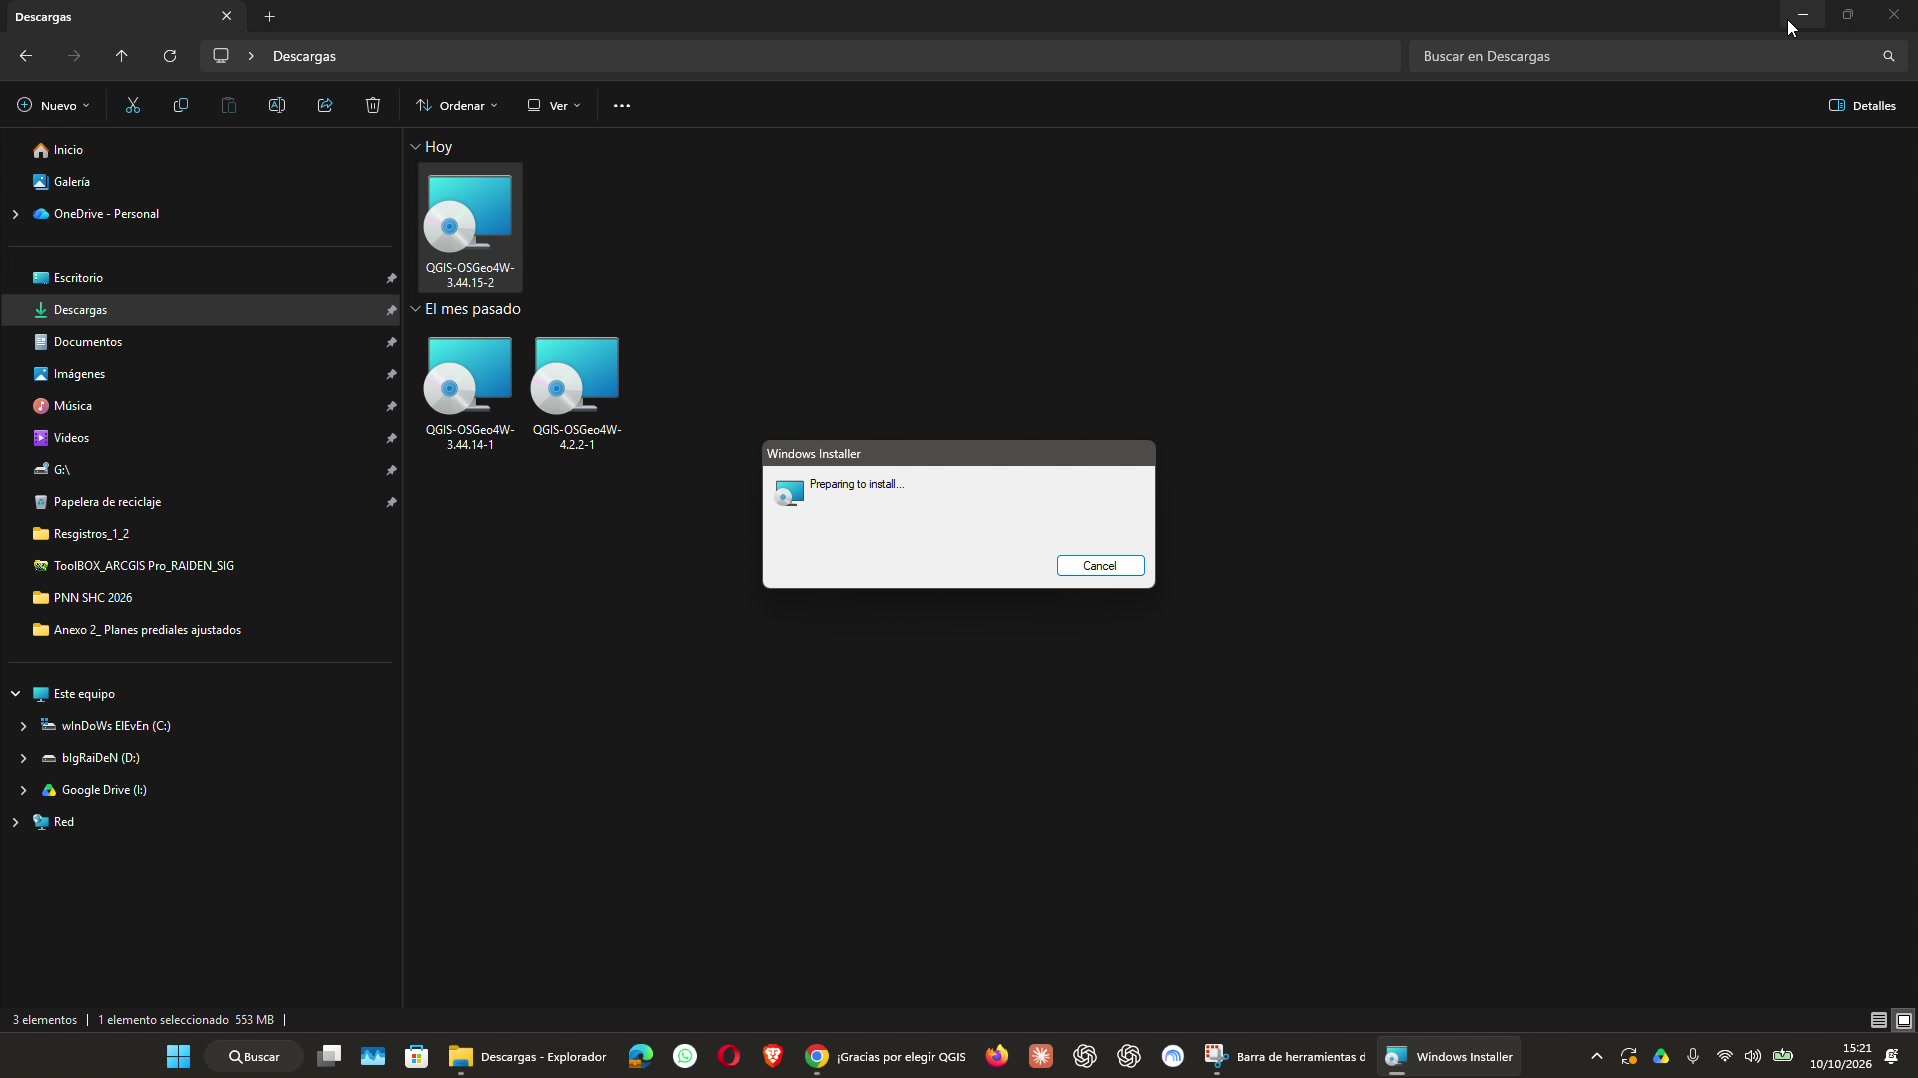 Descargas
Descargas
Buscar en Descargas
Nuevo
Ordenar
Ver
Detalles
Inicio
Galería
OneDrive - Personal
Escritorio
Descargas
Documentos
Imágenes
Música
Videos
G:\
Papelera de reciclaje
Resgistros_1_2
ToolBOX_ARCGIS Pro_RAIDEN_SIG
PNN SHC 2026
Anexo 2_ Planes prediales ajustados
Este equipo
wInDoWs ElEvEn (C:)
bIgRaiDeN (D:)
Google Drive (I:)
Red
Hoy
QGIS-OSGeo4W-
3.44.15-2
El mes pasado
QGIS-OSGeo4W-
3.44.14-1
QGIS-OSGeo4W-
4.2.2-1
Windows Installer
Preparing to install...
Cancel
3 elementos
1 elemento seleccionado 553 MB
Buscar
Descargas - Explorador
¡Gracias por elegir QGIS
Barra de herramientas d
Windows Installer
15:21
10/10/2026